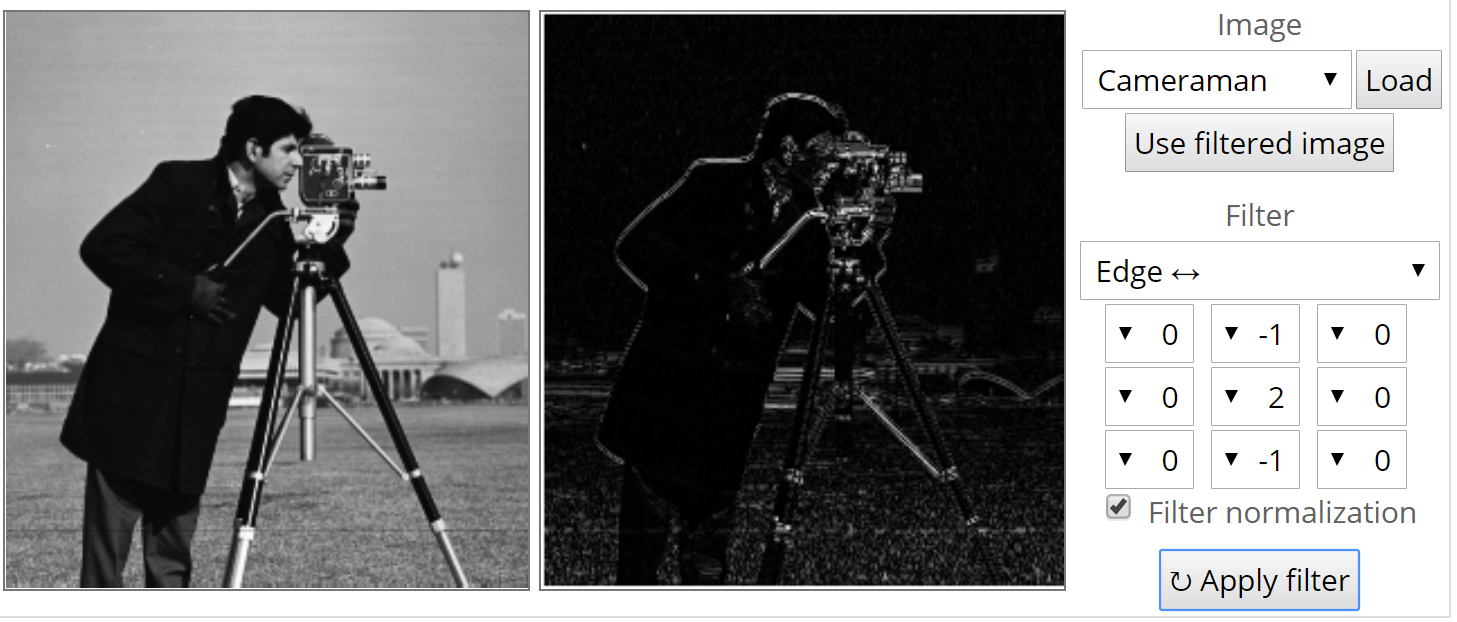 Image
Cameraman
Load
Use filtered image
Filter
Edge ↔
0 -1 0
0 2 0
0 -1 0
Filter normalization
↻ Apply filter